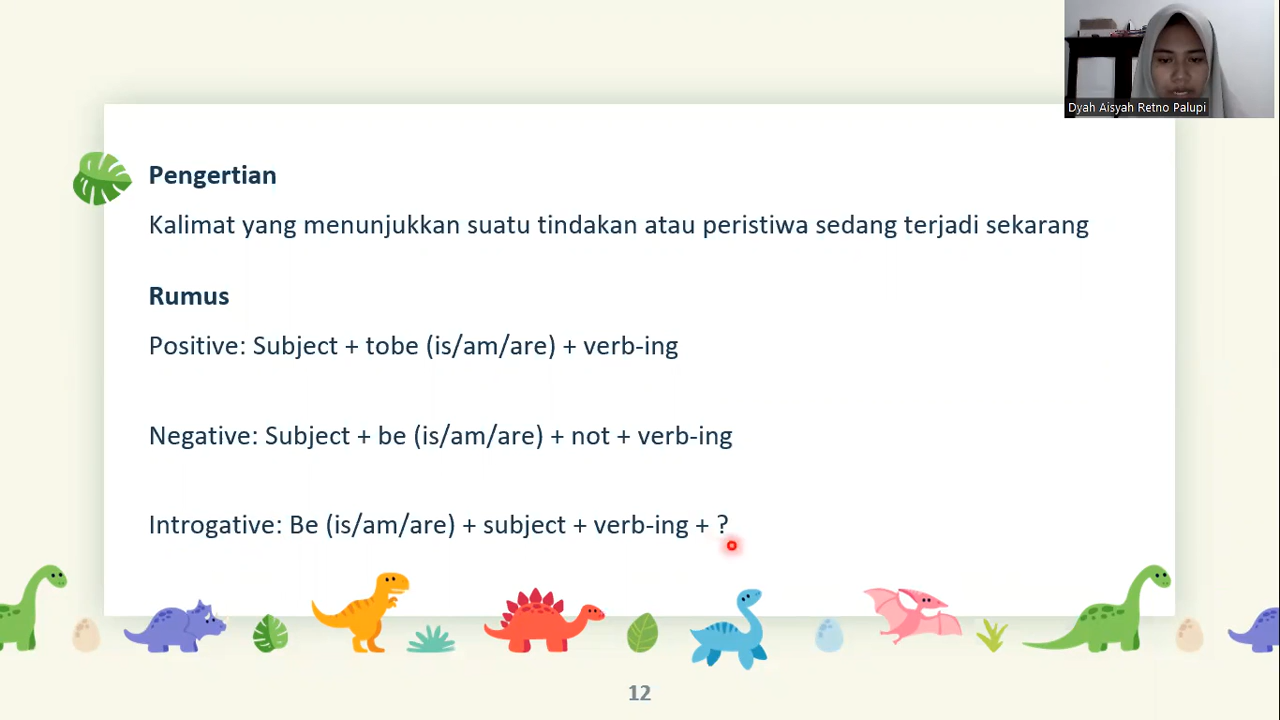 Dyah Aisyah Retno Palupi
Pengertian
Kalimat yang menunjukkan suatu tindakan atau peristiwa sedang terjadi sekarang
Rumus
Positive: Subject + tobe (is/am/are) + verb-ing
Negative: Subject + be (is/am/are) + not + verb-ing
Introgative: Be (is/am/are) + subject + verb-ing + ?
12